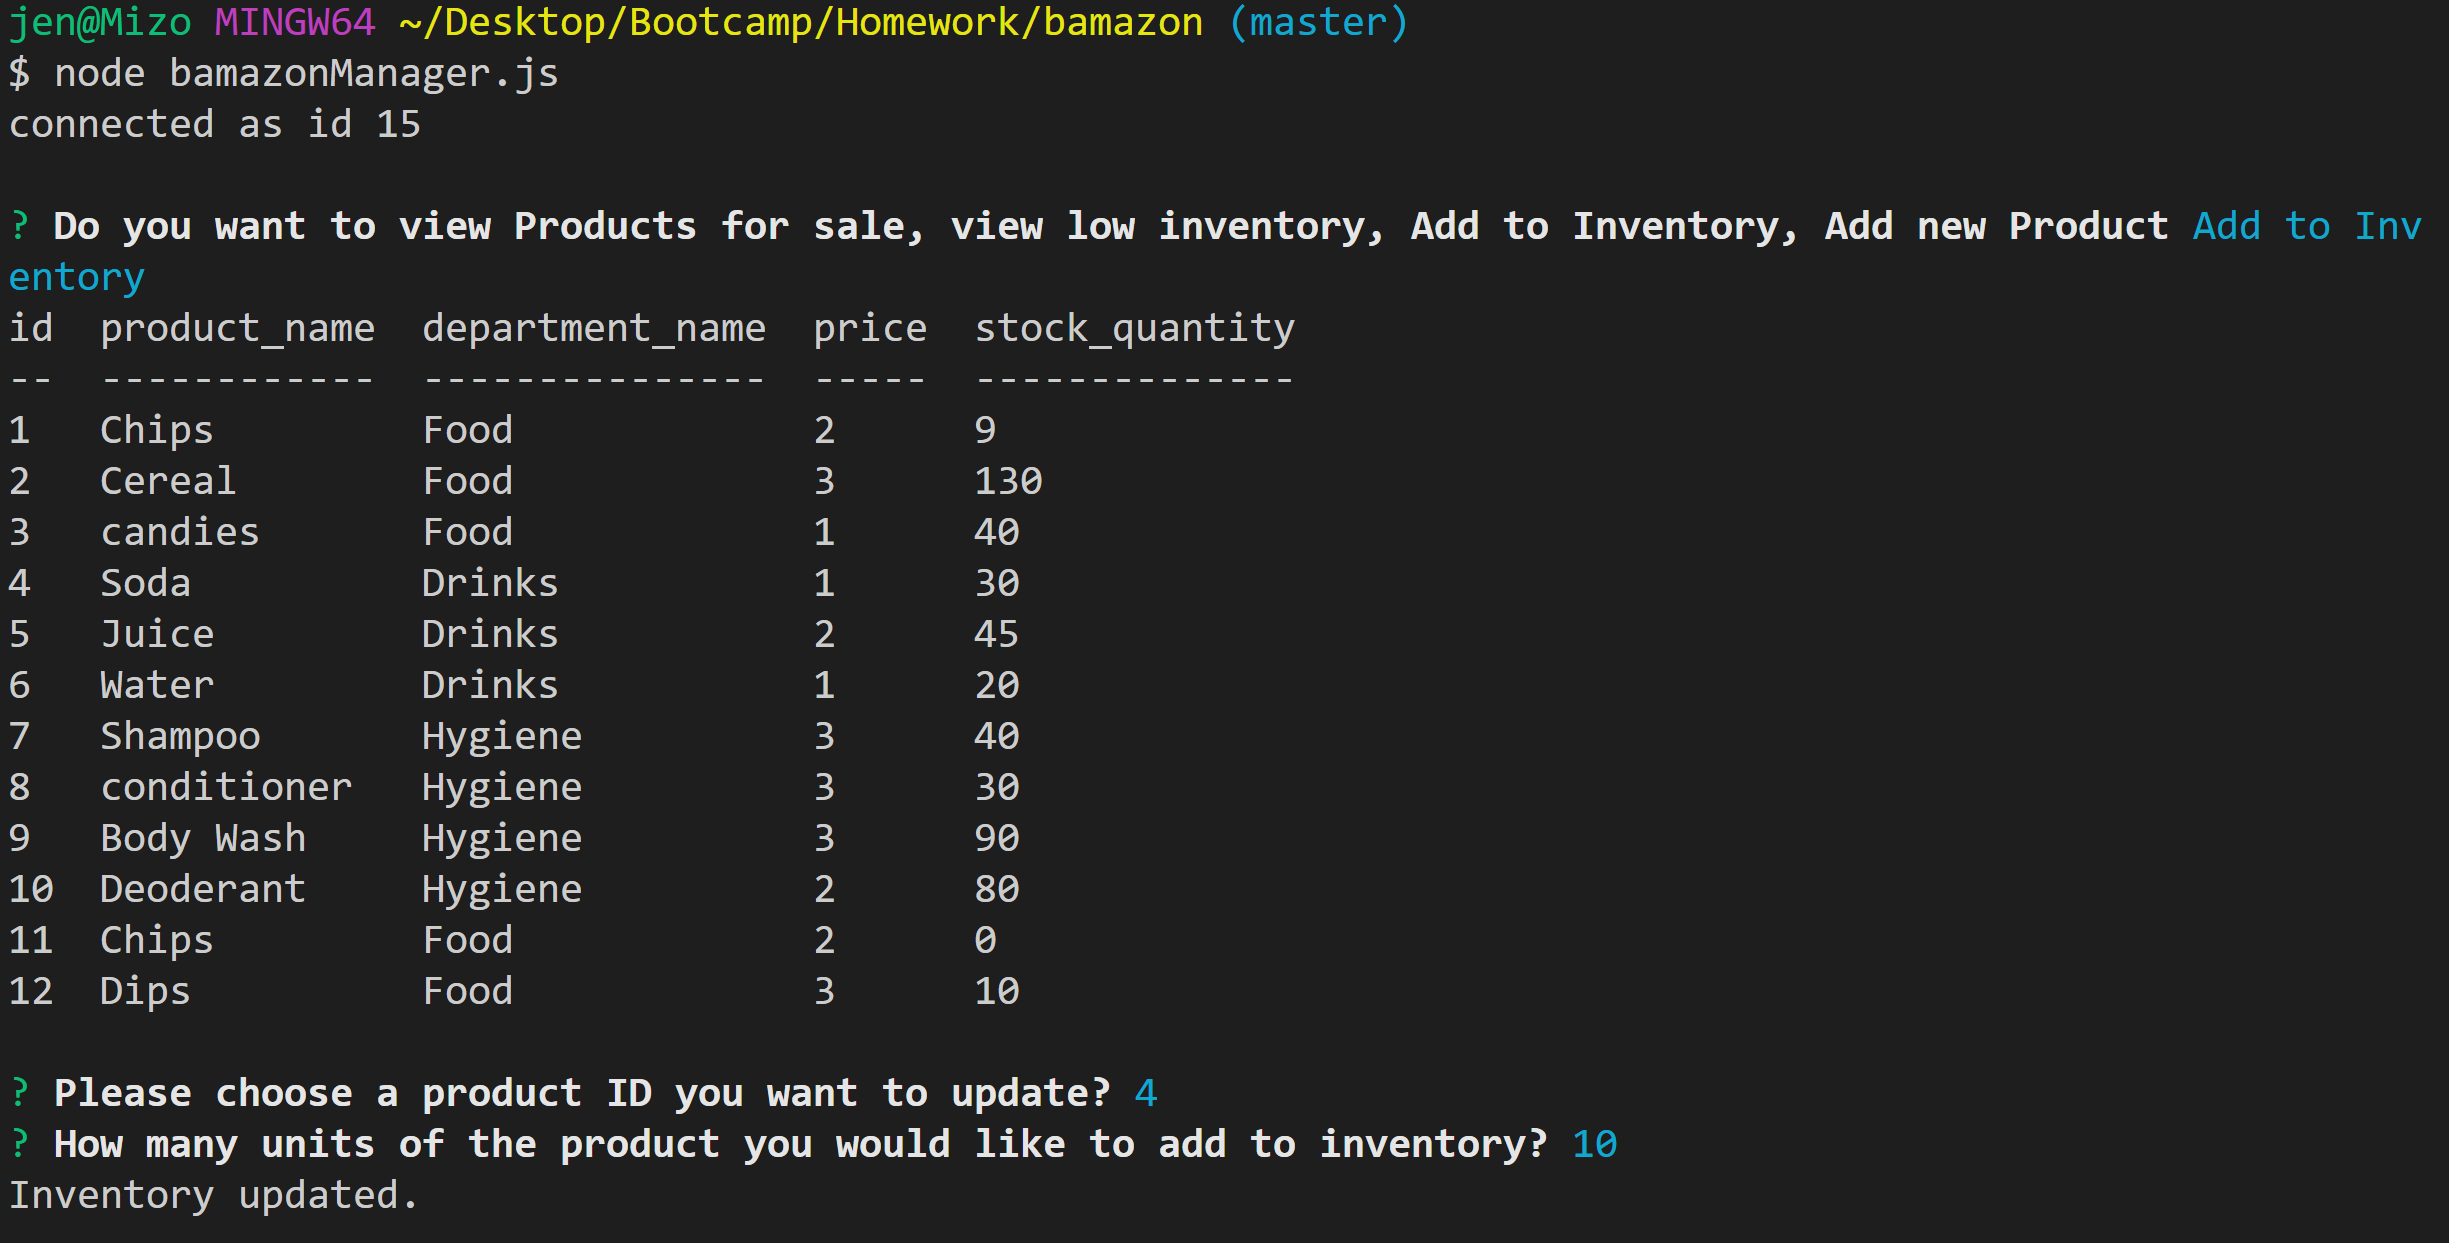 jen@Mizo MINGW64 ~/Desktop/Bootcamp/Homework/bamazon (master)
$ node bamazonManager.js
connected as id 15
? Do you want to view Products for sale, view low inventory, Add to Inventory, Add new Product Add to Inv
entory
id  product_name  department_name  price  stock_quantity
--  ------------  ---------------  -----  --------------
1   Chips         Food             2      9
2   Cereal        Food             3      130
3   candies       Food             1      40
4   Soda          Drinks           1      30
5   Juice         Drinks           2      45
6   Water         Drinks           1      20
7   Shampoo       Hygiene          3      40
8   conditioner   Hygiene          3      30
9   Body Wash     Hygiene          3      90
10  Deoderant     Hygiene          2      80
11  Chips         Food             2      0
12  Dips          Food             3      10
? Please choose a product ID you want to update? 4
? How many units of the product you would like to add to inventory? 10
Inventory updated.